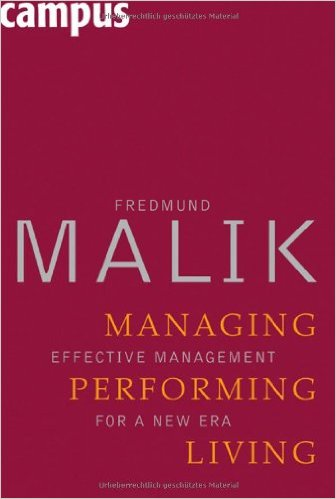 campus
Urheberrechtlich geschütztes Material
FREDMUND
MALIK
MANAGING
EFFECTIVE MANAGEMENT
PERFORMING
FOR A NEW ERA
LIVING
Urheberrechtlich geschütztes Material